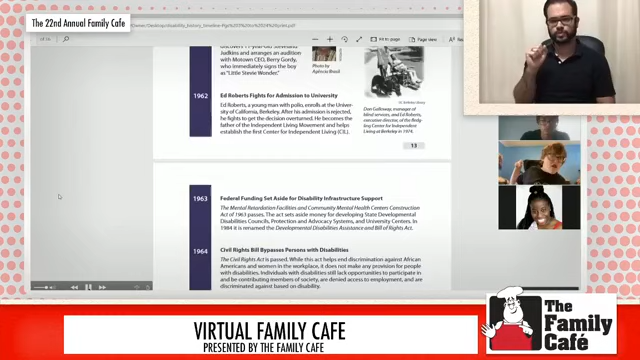 The 22nd Annual Family Cafe
Fit to page
Page view
Judkins and arranges an
audition with Motown
CEO, Berry Gordy,
who immediately signs the
boy as "Little Stevie Wonder."
Photo by
1962
Ed Roberts Fights for Admission to University
Ed Roberts, a young man with polio, enrolls at the Univer-
sity of California, Berkeley. After his admission is rejected,
he fights to get the decision overturned. He becomes the
father of the Independent Living Movement and helps
establish the first Center for Independent Living (CIL).
Dan Galloway, manager of
blind services, and Ed Roberts,
executive director, of the Berke-
ley Center for Independent
Living at Berkeley in 1974.
13
1963
Federal Funding Set Aside for Disability Infrastructure Support
The Mental Retardation Facilities and Community Mental Health Centers Construction
Act of 1963 passes. The act sets aside money for developing State Developmental
Disabilities Councils, Protection and Advocacy Systems, and University Centers. In
1984 it is renamed the Developmental Disabilities Assistance and Bill of Rights Act.
1964
Civil Rights Bill Bypasses Persons with Disabilities
The Civil Rights Act is passed. While this act helps end discrimination against African
Americans and women in the workplace, it does not make any provision for people
with disabilities. Individuals with disabilities still lack opportunities to participate in
and be contributing members of society, are denied access to employment, and are
discriminated against based on disability.
VIRTUAL FAMILY CAFE
PRESENTED BY THE FAMILY CAFE
The
Family
Café